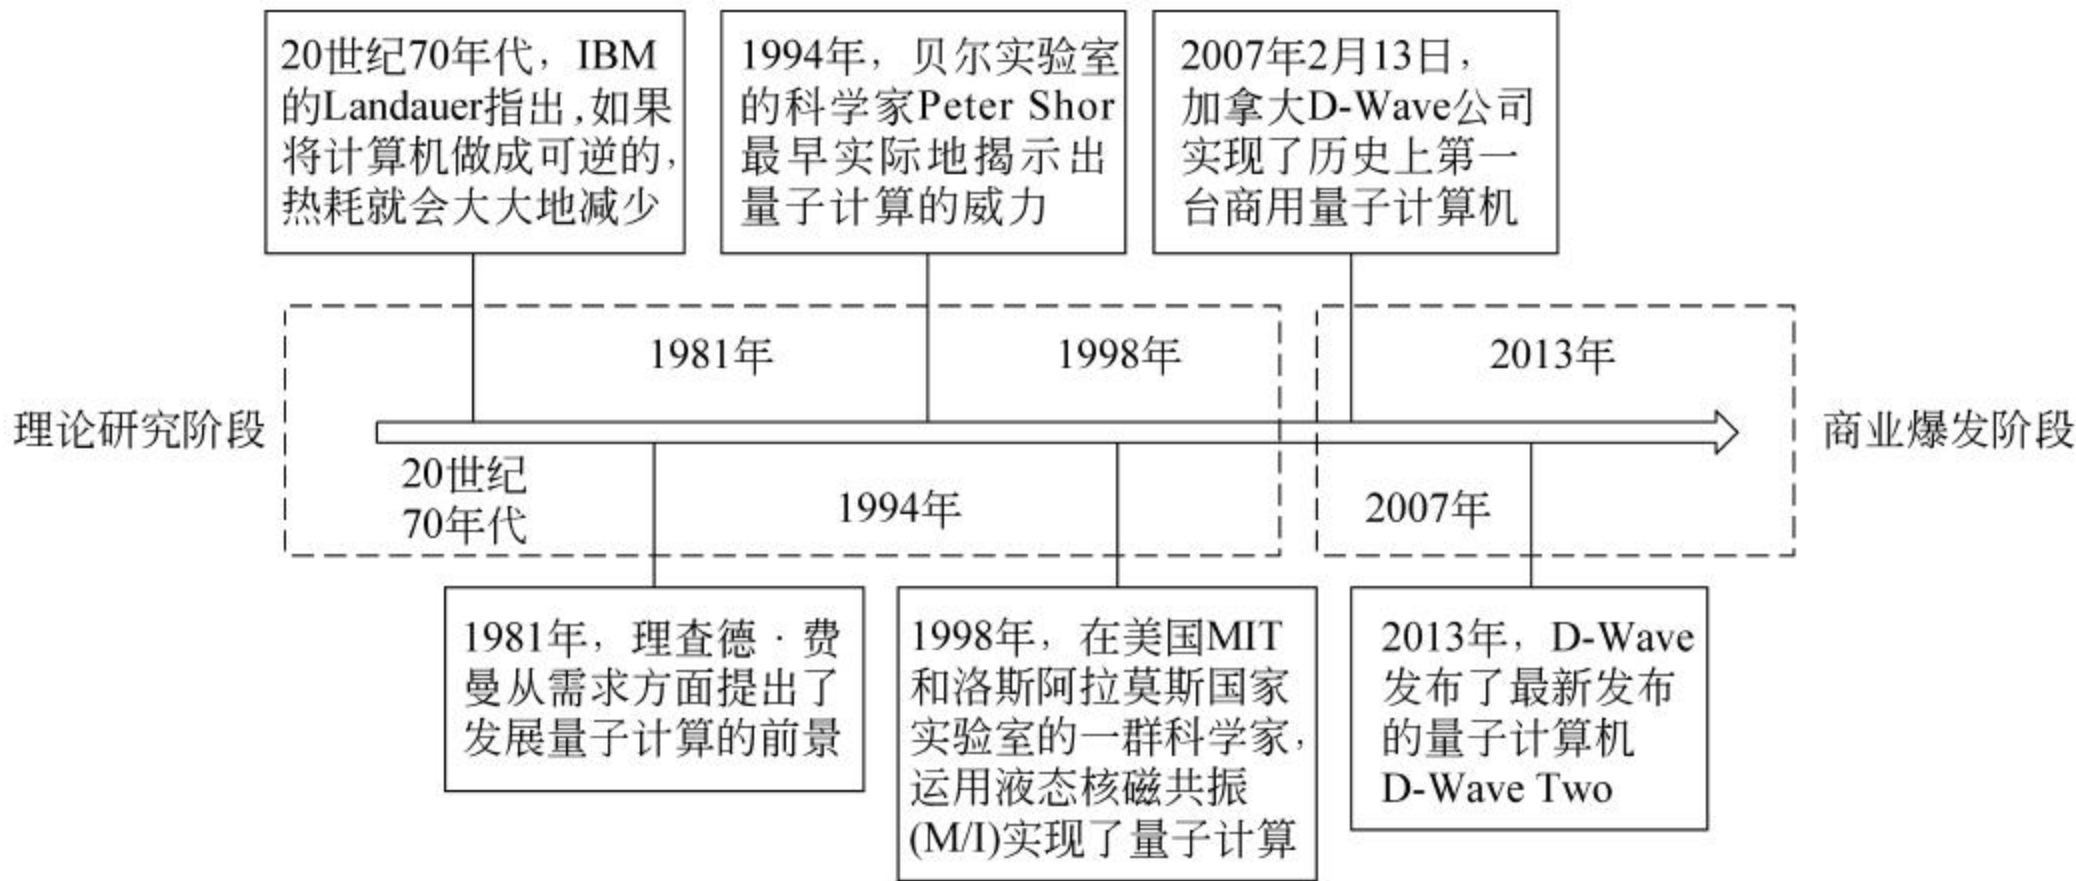 20世纪70年代，IBM
的Landauer指出,如果
将计算机做成可逆的,
热耗就会大大地减少
1994年，贝尔实验室
的科学家Peter Shor
最早实际地揭示出
量子计算的威力
2007年2月13日，
加拿大D-Wave公司
实现了历史上第一
台商用量子计算机
1981年
1998年
2013年
理论研究阶段
商业爆发阶段
20世纪
70年代
1994年
2007年
1981年，理查德·费
曼从需求方面提出了
发展量子计算的前景
1998年，在美国MIT
和洛斯阿拉莫斯国家
实验室的一群科学家,
运用液态核磁共振
(M/I)实现了量子计算
2013年，D-Wave
发布了最新发布
的量子计算机
D-Wave Two